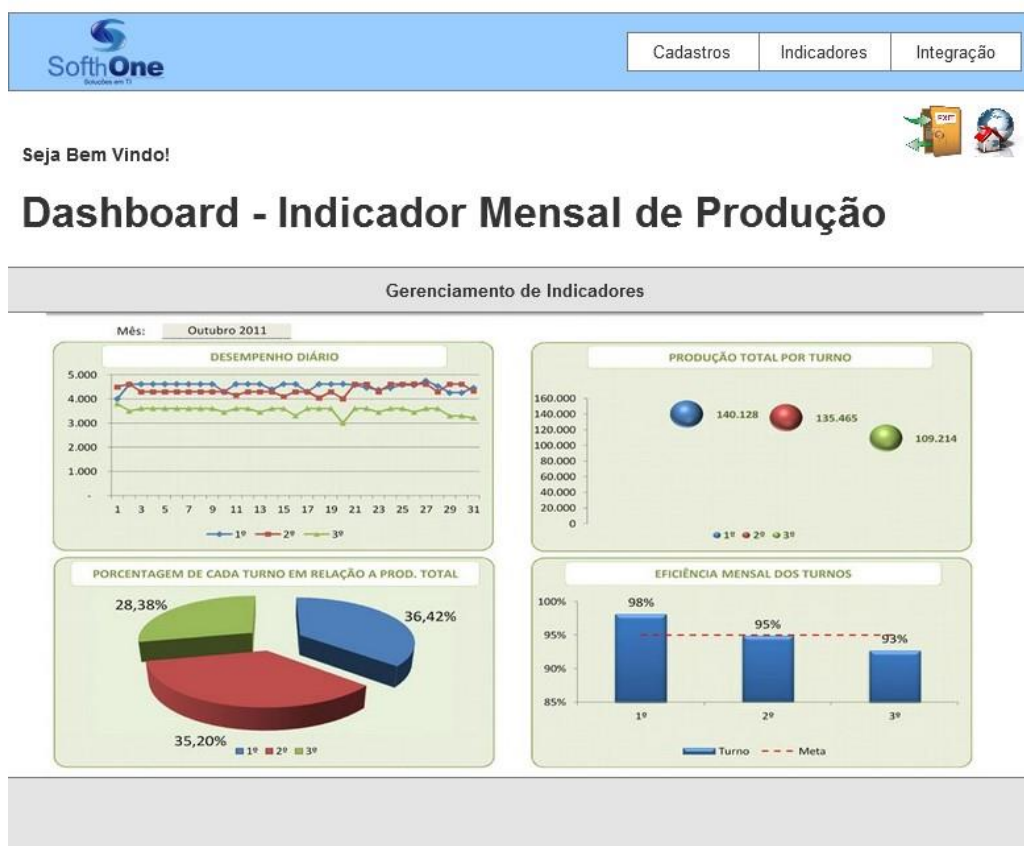 SofthOne
Soluções em TI
Cadastros Indicadores Integração
EXIT
Seja Bem Vindo!
Dashboard - Indicador Mensal de Produção
Gerenciamento de Indicadores
Mês: Outubro 2011
DESEMPENHO DIÁRIO
5.000
4.000
3.000
2.000
1.000
-
1 3 5 7 9 11 13 15 17 19 21 23 25 27 29 31
1º 2º 3º
PRODUÇÃO TOTAL POR TURNO
160.000
140.000
120.000
100.000
80.000
60.000
40.000
20.000
0
140.128
135.465
109.214
1º 2º 3º
PORCENTAGEM DE CADA TURNO EM RELAÇÃO A PROD. TOTAL
28,38%
36,42%
35,20%
1º 2º 3º
EFICIÊNCIA MENSAL DOS TURNOS
100%
95%
90%
85%
98%
95%
93%
1º 2º 3º
Turno Meta